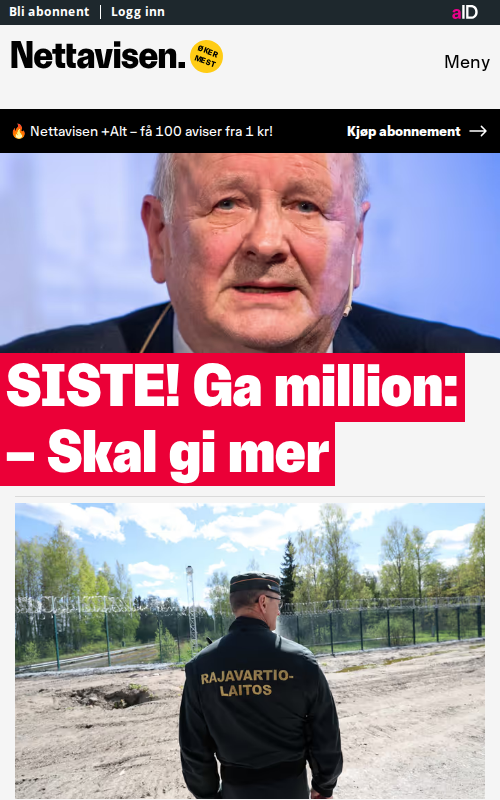 Bli abonnent | Logg inn
aID
Nettavisen.
ØKER
MEST
Meny
🔥 Nettavisen +Alt – få 100 aviser fra 1 kr!
Kjøp abonnement →
SISTE! Ga million:
– Skal gi mer
RAJAVARTIO-
LAITOS